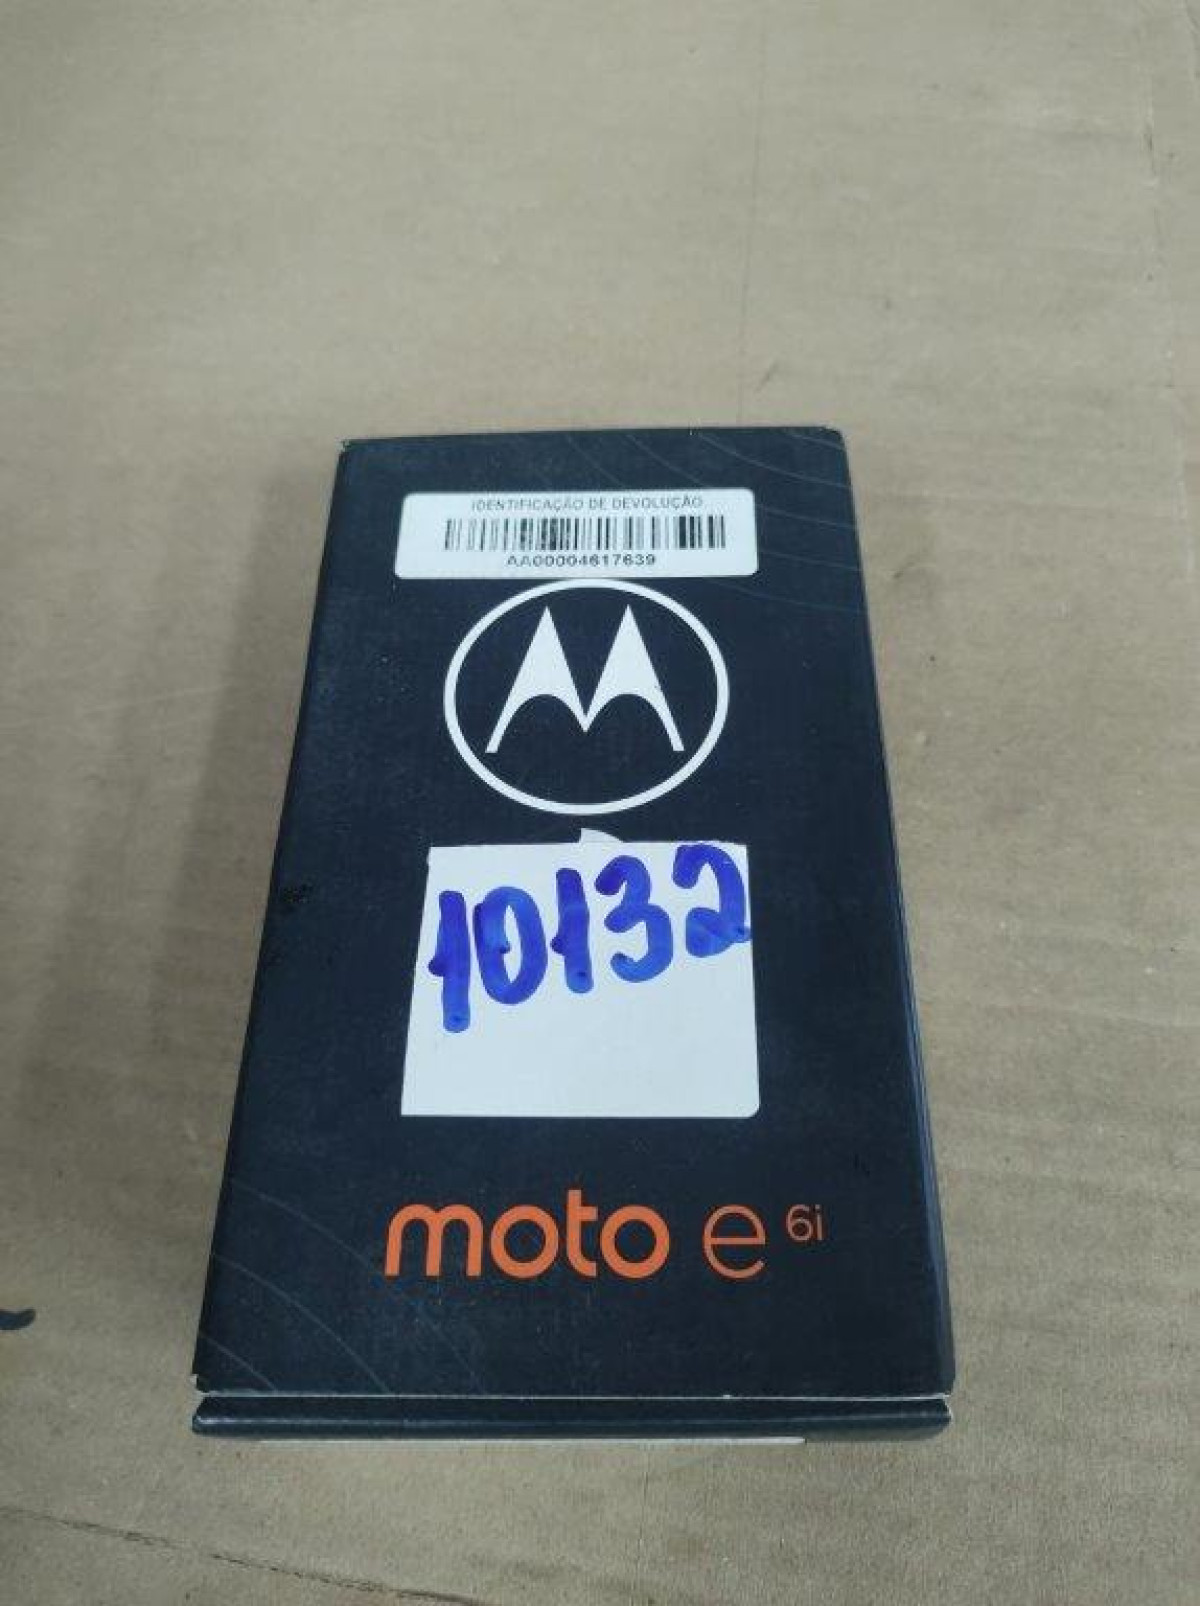 IDENTIFICAÇÃO DE DEVOLUÇÃO
AA00004617639
10132
moto e 6i